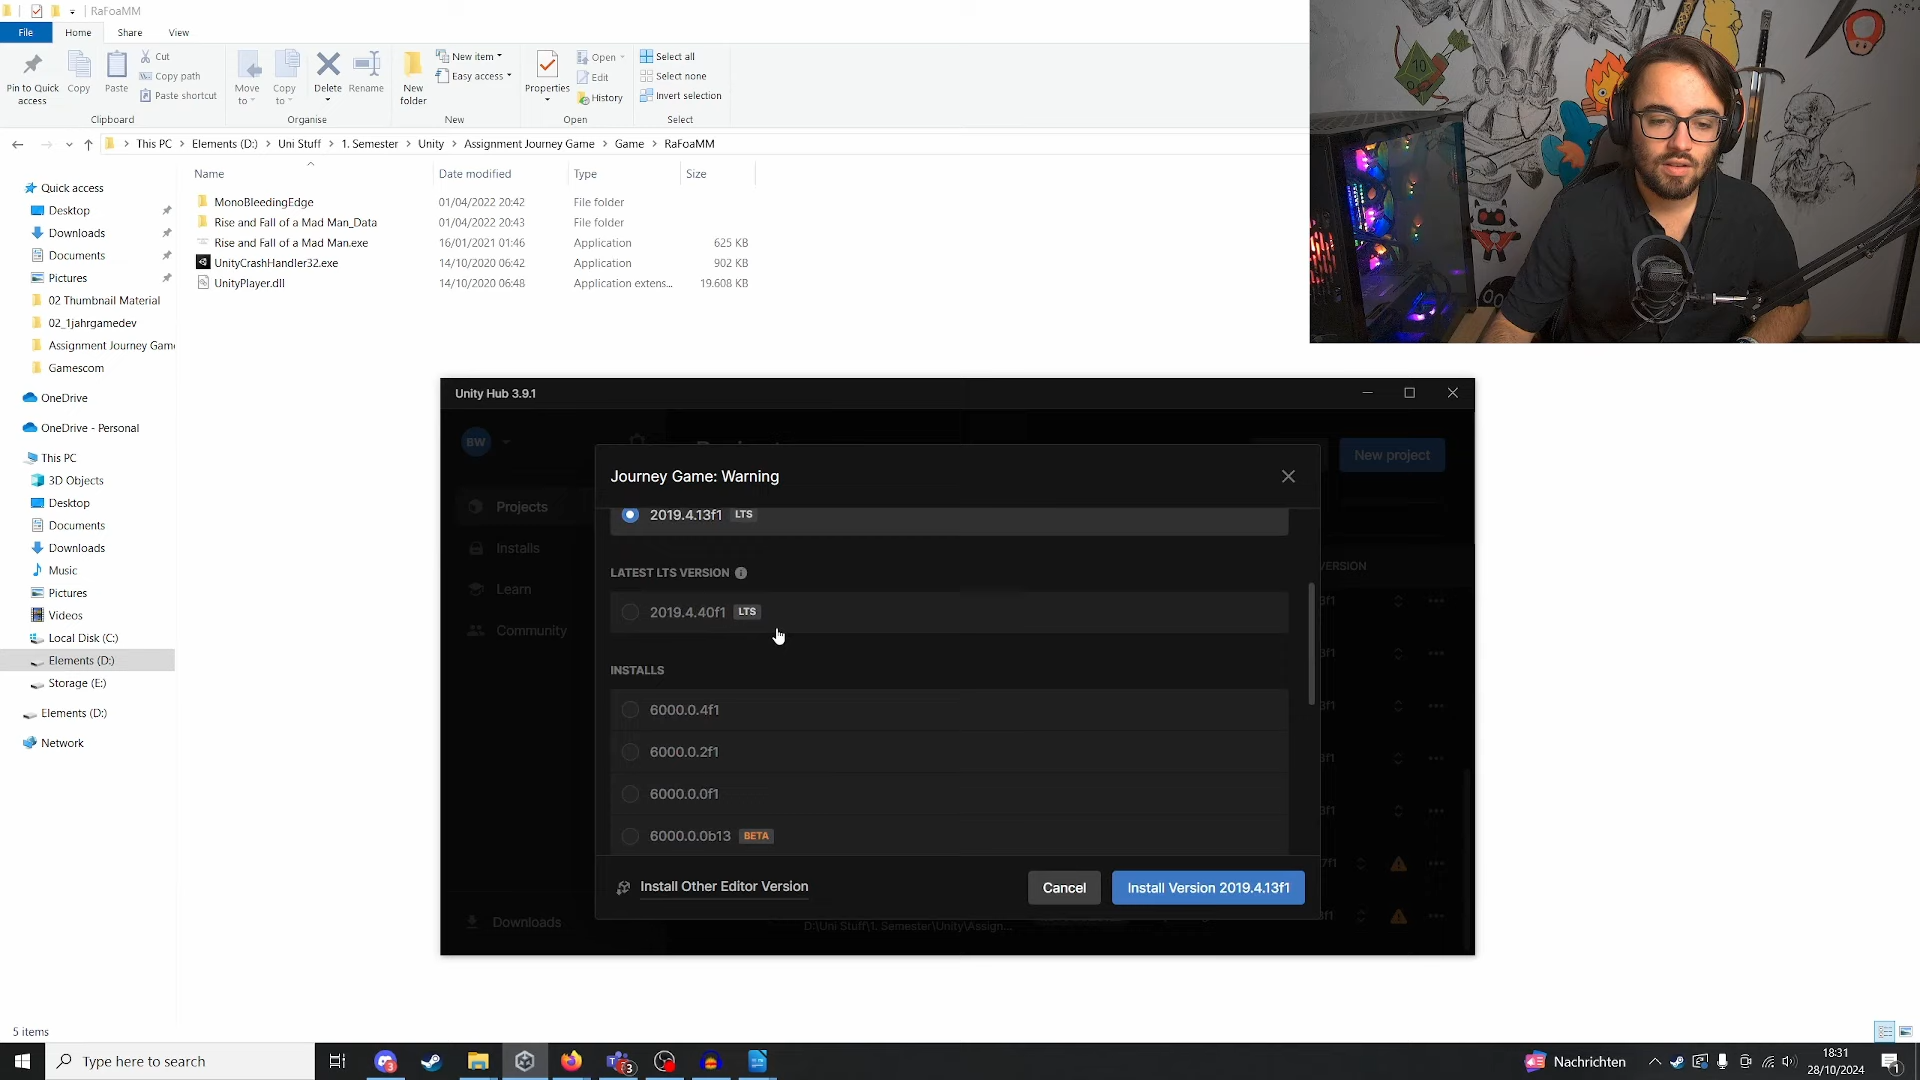 RaFoaMM
File
Home
Share
View
Pin to Quick access
Copy
Paste
Cut
Copy path
Paste shortcut
Clipboard
Move to
Copy to
Delete
Rename
Organise
New folder
New item
Easy access
New
Properties
Open
Edit
History
Open
Select all
Select none
Invert selection
Select
This PC > Elements (D:) > Uni Stuff > 1. Semester > Unity > Assignment Journey Game > Game > RaFoaMM
Name Date modified Type Size
MonoBleedingEdge 01/04/2022 20:42 File folder
Rise and Fall of a Mad Man_Data 01/04/2022 20:43 File folder
Rise and Fall of a Mad Man.exe 16/01/2021 01:46 Application 625 KB
UnityCrashHandler32.exe 14/10/2020 06:42 Application 902 KB
UnityPlayer.dll 14/10/2020 06:48 Application extens... 19.608 KB
Quick access
Desktop
Downloads
Documents
Pictures
02 Thumbnail Material
02_1jahrgamedev
Assignment Journey Game
Gamescom
OneDrive
OneDrive - Personal
This PC
3D Objects
Desktop
Documents
Downloads
Music
Pictures
Videos
Local Disk (C:)
Elements (D:)
Storage (E:)
Elements (D:)
Network
Unity Hub 3.9.1
BW
New project
Projects
Installs
Learn
Community
Downloads
Journey Game: Warning
2019.4.13f1 LTS
LATEST LTS VERSION
2019.4.40f1 LTS
INSTALLS
6000.0.4f1
6000.0.2f1
6000.0.0f1
6000.0.0b13 BETA
Install Other Editor Version
Cancel
Install Version 2019.4.13f1
D:\Uni Stuff\1. Semester\Unity\Assign...
5 items
Type here to search
3
Nachrichten
18:31
28/10/2024
1
20
10